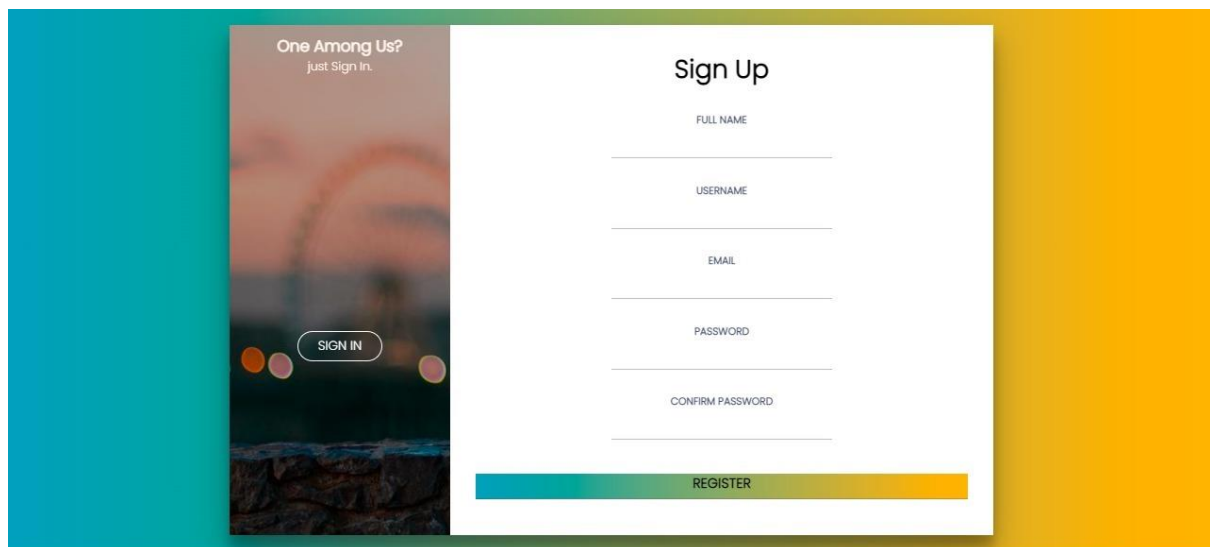 One Among Us?
just Sign In.
SIGN IN
Sign Up
FULL NAME
USERNAME
EMAIL
PASSWORD
CONFIRM PASSWORD
REGISTER